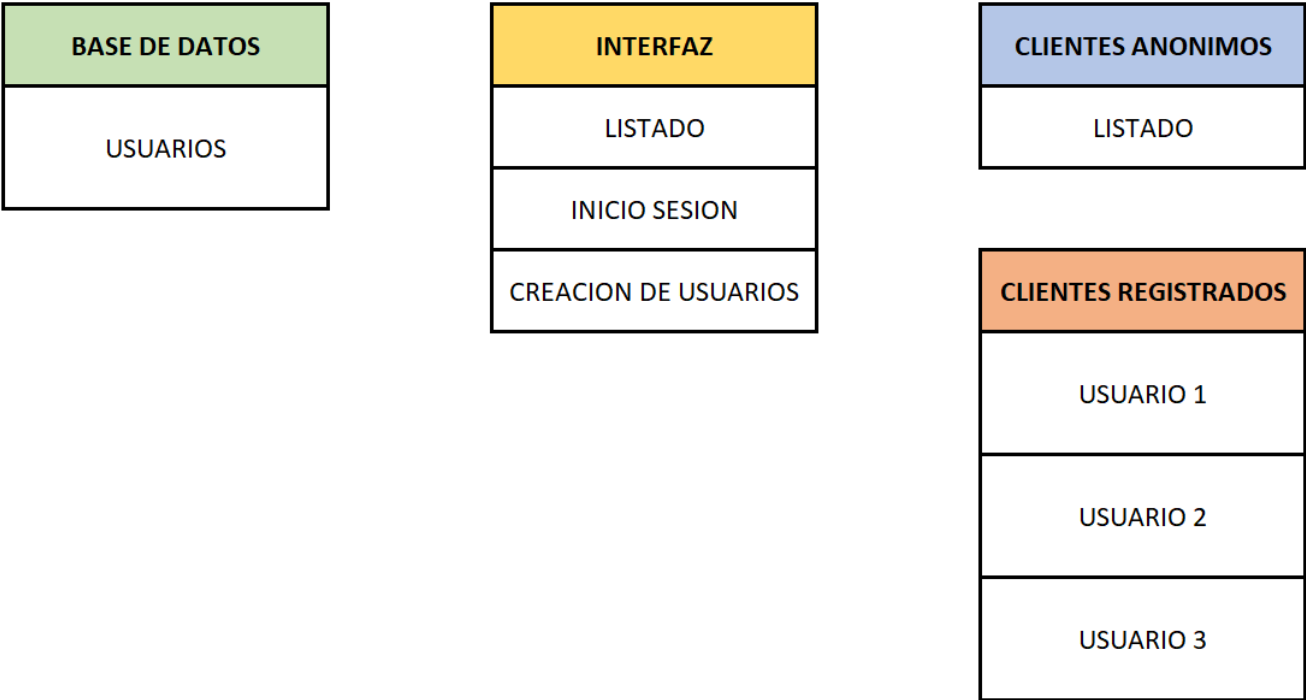 BASE DE DATOS
USUARIOS
INTERFAZ
LISTADO
INICIO SESION
CREACION DE USUARIOS
CLIENTES ANONIMOS
LISTADO
CLIENTES REGISTRADOS
USUARIO 1
USUARIO 2
USUARIO 3